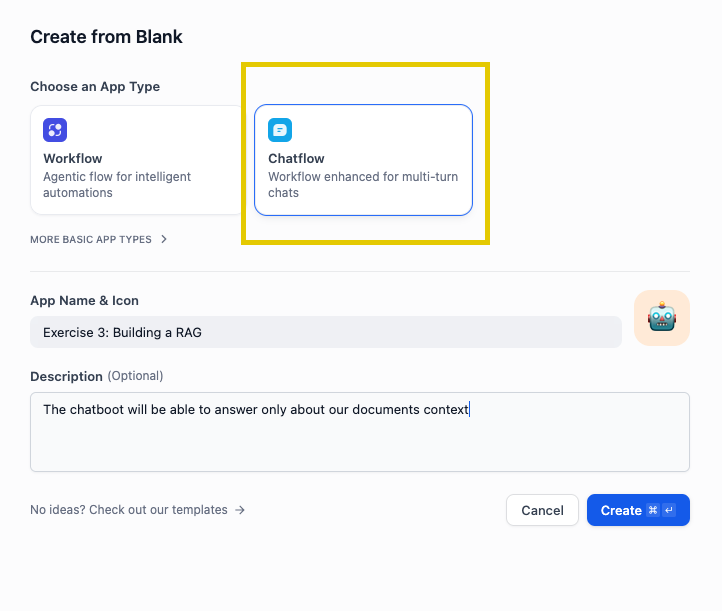 Create from Blank
Choose an App Type
Workflow
Agentic flow for intelligent
automations
Chatflow
Workflow enhanced for multi-turn
chats
MORE BASIC APP TYPES
App Name & Icon
Exercise 3: Building a RAG
Description (Optional)
The chatboot will be able to answer only about our documents context
No ideas? Check out our templates →
Cancel
Create ⌘ ↵